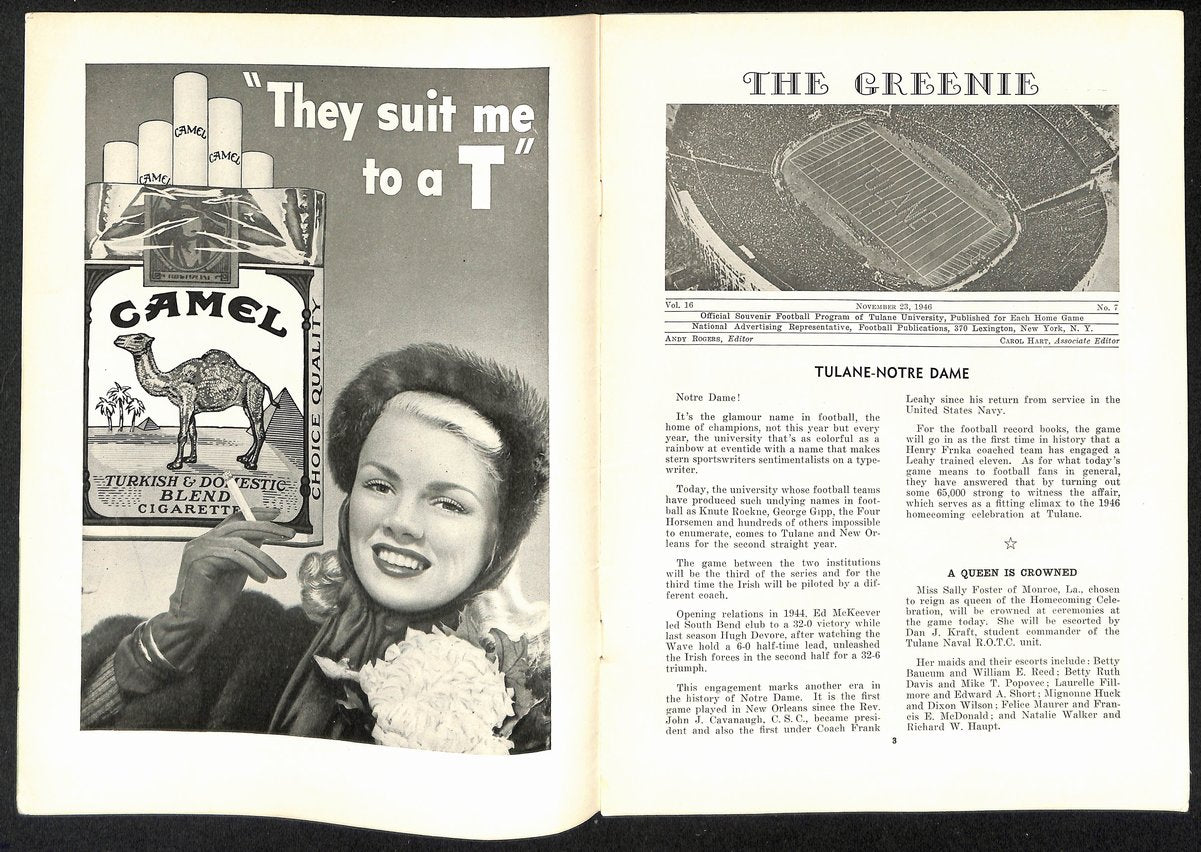 "They suit me
to a T"
CAMEL
CAMEL
CAMEL
CAMEL
CHOICE QUALITY
TURKISH & DOMESTIC
BLEND
CIGARETTE
THE GREENIE
Vol. 16 NOVEMBER 23, 1946 No. 7
Official Souvenir Football Program of Tulane University, Published for Each Home Game
National Advertising Representative, Football Publications, 370 Lexington, New York, N. Y.
ANDY ROGERS, Editor CAROL HART, Associate Editor
TULANE-NOTRE DAME
Notre Dame!
It's the glamour name in football, the
home of champions, not this year but every
year, the university that's as colorful as a
rainbow at eventide with a name that makes
stern sportswriters sentimentalists on a type-
writer.
Today, the university whose football teams
have produced such undying names in foot-
ball as Knute Rockne, George Gipp, the Four
Horsemen and hundreds of others impossible
to enumerate, comes to Tulane and New Or-
leans for the second straight year.
The game between the two institutions
will be the third of the series and for the
third time the Irish will be piloted by a dif-
ferent coach.
Opening relations in 1944, Ed McKeever
led South Bend club to a 32-0 victory while
last season Hugh Devore, after watching the
Wave hold a 6-0 half-time lead, unleashed
the Irish forces in the second half for a 32-6
triumph.
This engagement marks another era in
the history of Notre Dame. It is the first
game played in New Orleans since the Rev.
John J. Cavanaugh, C. S. C., became presi-
dent and also the first under Coach Frank
Leahy since his return from service in the
United States Navy.
For the football record books, the game
will go in as the first time in history that a
Henry Frnka coached team has engaged a
Leahy trained eleven. As for what today's
game means to football fans in general,
they have answered that by turning out
some 65,000 strong to witness the affair,
which serves as a fitting climax to the 1946
homecoming celebration at Tulane.
A QUEEN IS CROWNED
Miss Sally Foster of Monroe, La., chosen
to reign as queen of the Homecoming Cele-
bration, will be crowned at ceremonies at
the game today. She will be escorted by
Dan J. Kraft, student commander of the
Tulane Naval R.O.T.C. unit.
Her maids and their escorts include: Betty
Baucum and William E. Reed; Betty Ruth
Davis and Mike T. Popovec; Laurelle Fill-
more and Edward A. Short; Mignonne Huck
and Dixon Wilson; Felice Maurer and Fran-
cis E. McDonald; and Natalie Walker and
Richard W. Haupt.
3